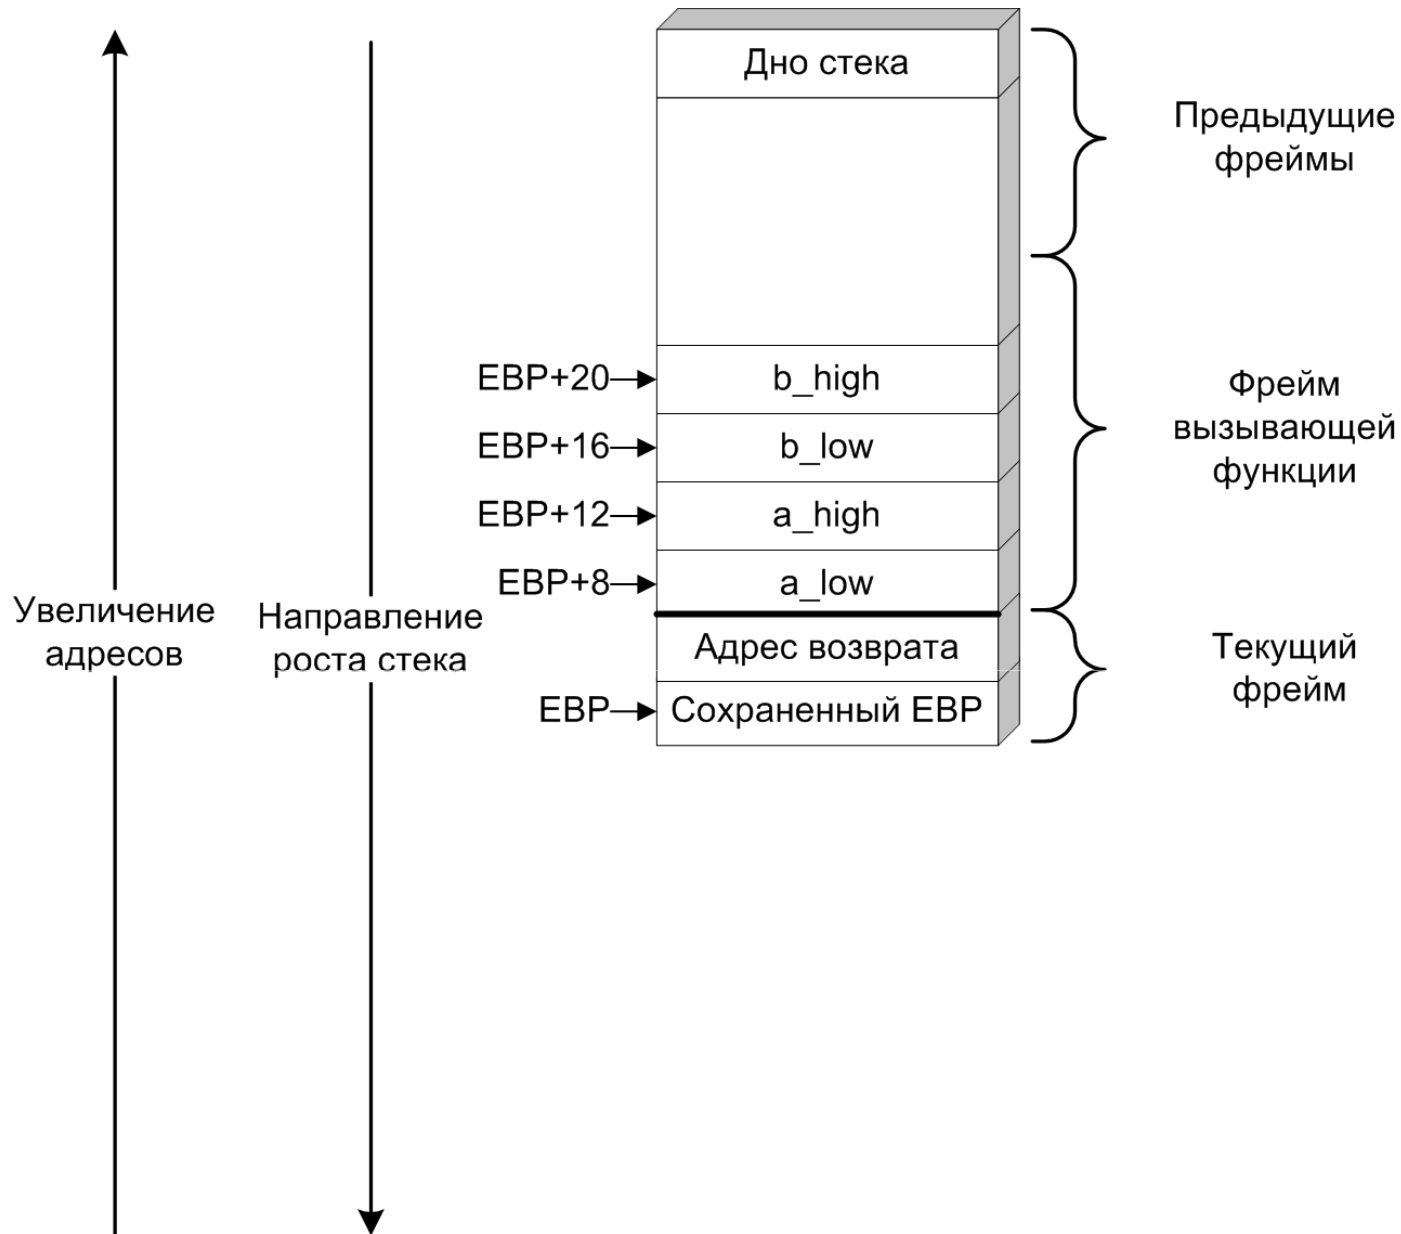 Дно стека
Предыдущие
фреймы
EBP+20
b_high
EBP+16
b_low
EBP+12
a_high
EBP+8
a_low
Фрейм
вызывающей
функции
Увеличение
адресов
Направление
роста стека
Адрес возврата
EBP
Сохраненный EBP
Текущий
фрейм